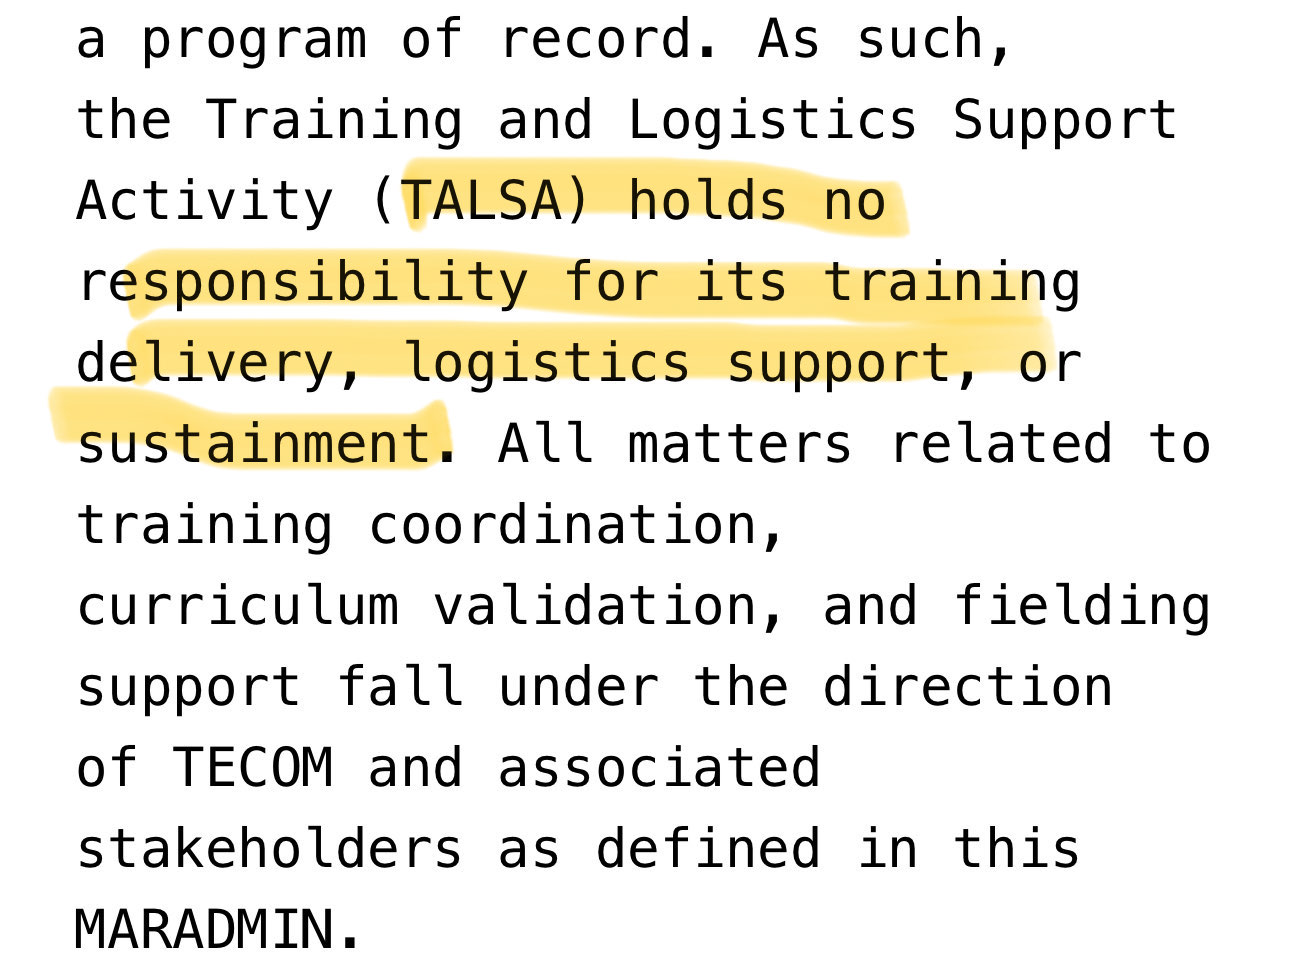 a program of record. As such,
the Training and Logistics Support
Activity (TALSA) holds no
responsibility for its training
delivery, logistics support, or
sustainment. All matters related to
training coordination,
curriculum validation, and fielding
support fall under the direction
of TECOM and associated
stakeholders as defined in this
MARADMIN.